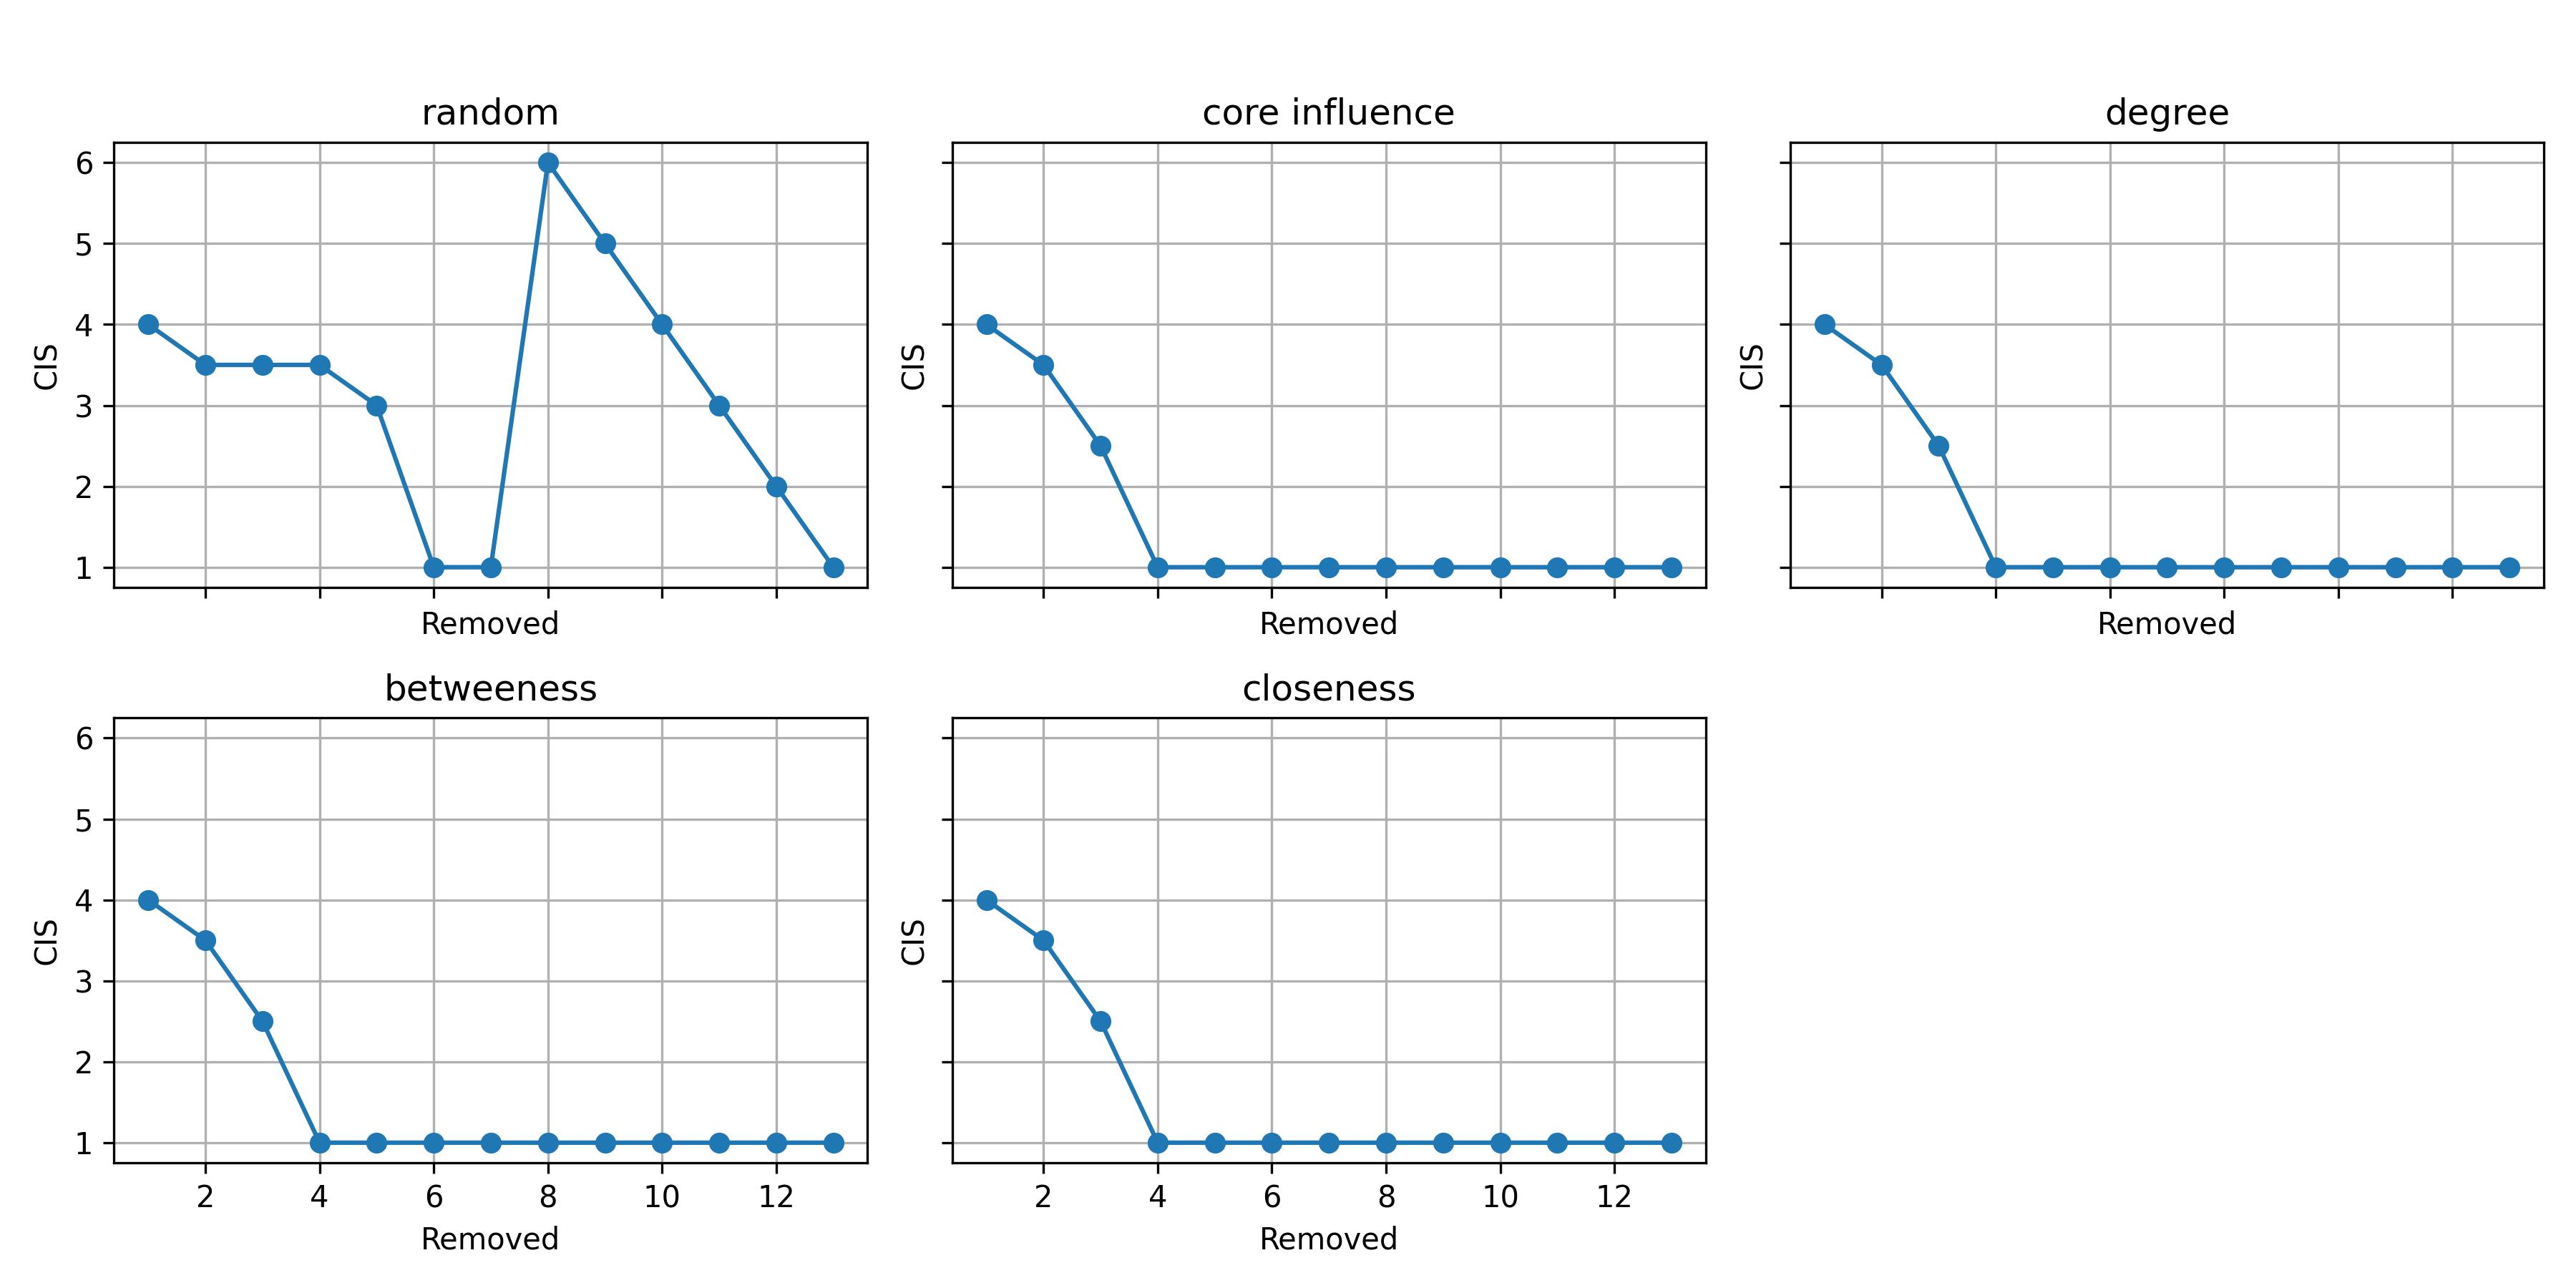 random
6
5
4
3
2
1
CIS
Removed
core influence
CIS
Removed
degree
CIS
Removed
betweeness
6
5
4
3
2
1
CIS
2 4 6 8 10 12
Removed
closeness
CIS
2 4 6 8 10 12
Removed